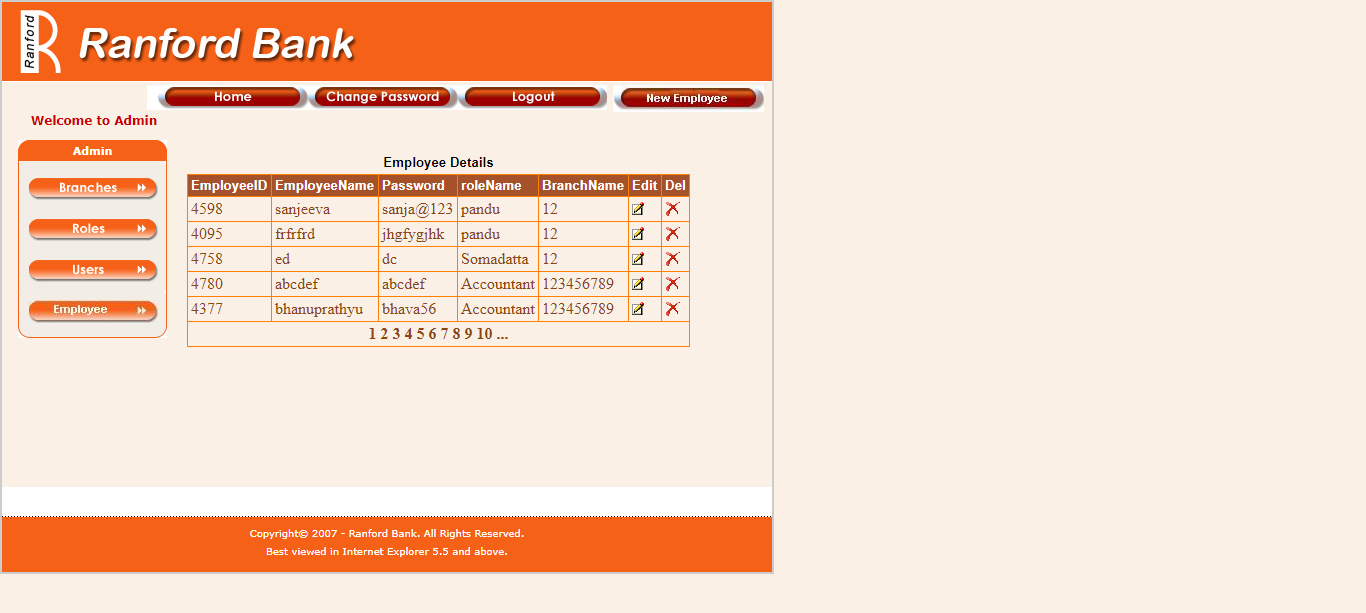 Ranford
Ranford Bank
Home Change Password Logout New Employee
Welcome to Admin
Admin
Branches
Roles
Users
Employee
Employee Details
EmployeeID EmployeeName Password roleName BranchName Edit Del
4598 sanjeeva sanja@123 pandu 12
4095 frfrfrd jhgfygjhk pandu 12
4758 ed dc Somadatta 12
4780 abcdef abcdef Accountant 123456789
4377 bhanuprathyu bhava56 Accountant 123456789
1 2 3 4 5 6 7 8 9 10 ...
Copyright© 2007 - Ranford Bank. All Rights Reserved.
Best viewed in Internet Explorer 5.5 and above.